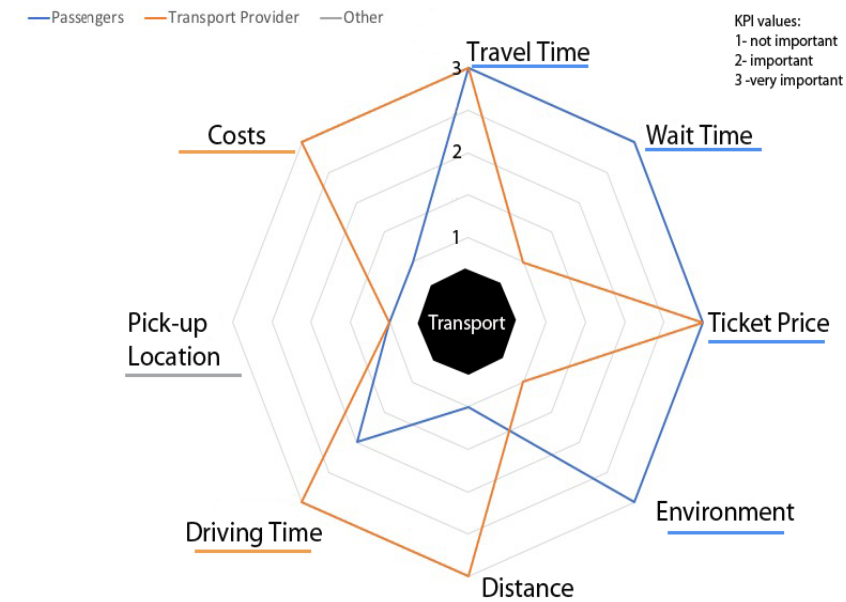 Passengers
Transport Provider
Other
KPI values:
1- not important
2- important
3 -very important
Travel Time
3
Costs
Wait Time
2
1
Pick-up
Location
Transport
Ticket Price
Environment
Driving Time
Distance